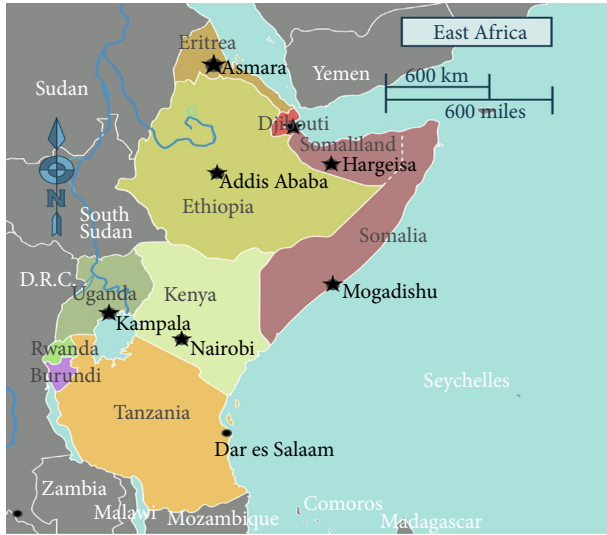 East Africa
Eritrea
Asmara
Yemen
600 km
600 miles
Sudan
Djibouti
Somaliland
Hargeisa
Addis Ababa
Ethiopia
N
South
Sudan
Somalia
D.R.C.
Uganda
Kenya
Mogadishu
Kampala
Nairobi
Rwanda
Burundi
Seychelles
Tanzania
Dar es Salaam
Zambia
Malawi
Mozambique
Comoros
Madagascar